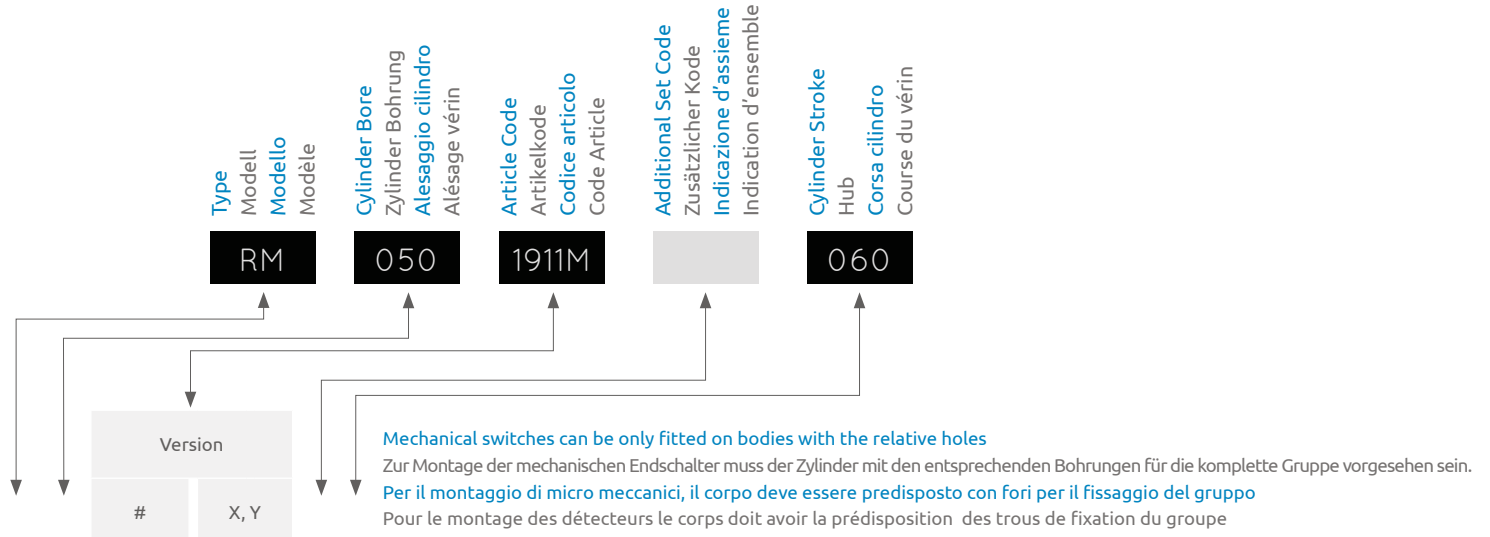 Type
Modell
Modello
Modèle
Cylinder Bore
Zylinder Bohrung
Alesaggio cilindro
Alésage vérin
Article Code
Artikelkode
Codice articolo
Code Article
Additional Set Code
Zusätzlicher Kode
Indicazione d'assieme
Indication d'ensemble
Cylinder Stroke
Hub
Corsa cilindro
Course du vérin
RM
050
1911M
060
Version
#
X, Y
Mechanical switches can be only fitted on bodies with the relative holes
Zur Montage der mechanischen Endschalter muss der Zylinder mit den entsprechenden Bohrungen für die komplette Gruppe vorgesehen sein.
Per il montaggio di micro meccanici, il corpo deve essere predisposto con fori per il fissaggio del gruppo
Pour le montage des détecteurs le corps doit avoir la prédisposition des trous de fixation du groupe